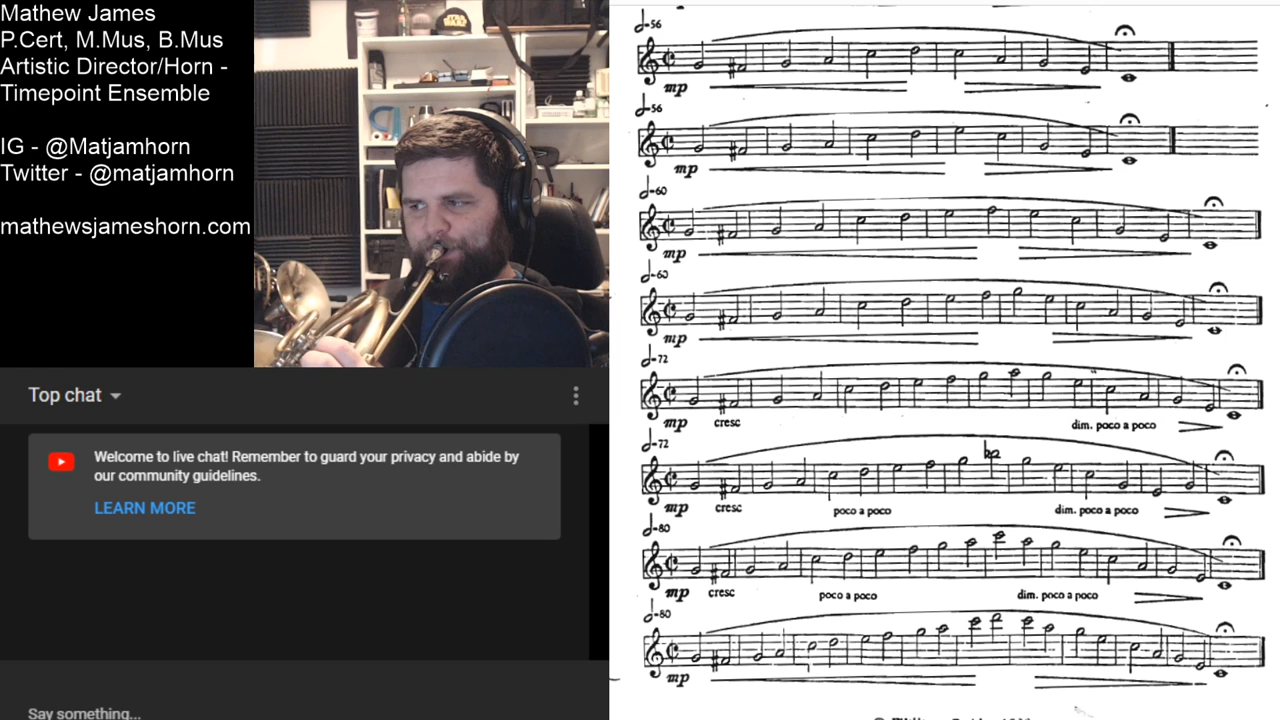 Mathew James
P.Cert, M.Mus, B.Mus
Artistic Director/Horn -
Timepoint Ensemble
IG - @Matjamhorn
Twitter - @matjamhorn
mathewsjameshorn.com
Top chat
Welcome to live chat! Remember to guard your privacy and abide by
our community guidelines.
LEARN MORE
Say something...
=56
mp
=56
mp
=60
mp
=60
mp
=72
mp cresc dim. poco a poco
=72
mp cresc poco a poco dim. poco a poco
=80
mp cresc poco a poco dim. poco a poco
=80
mp